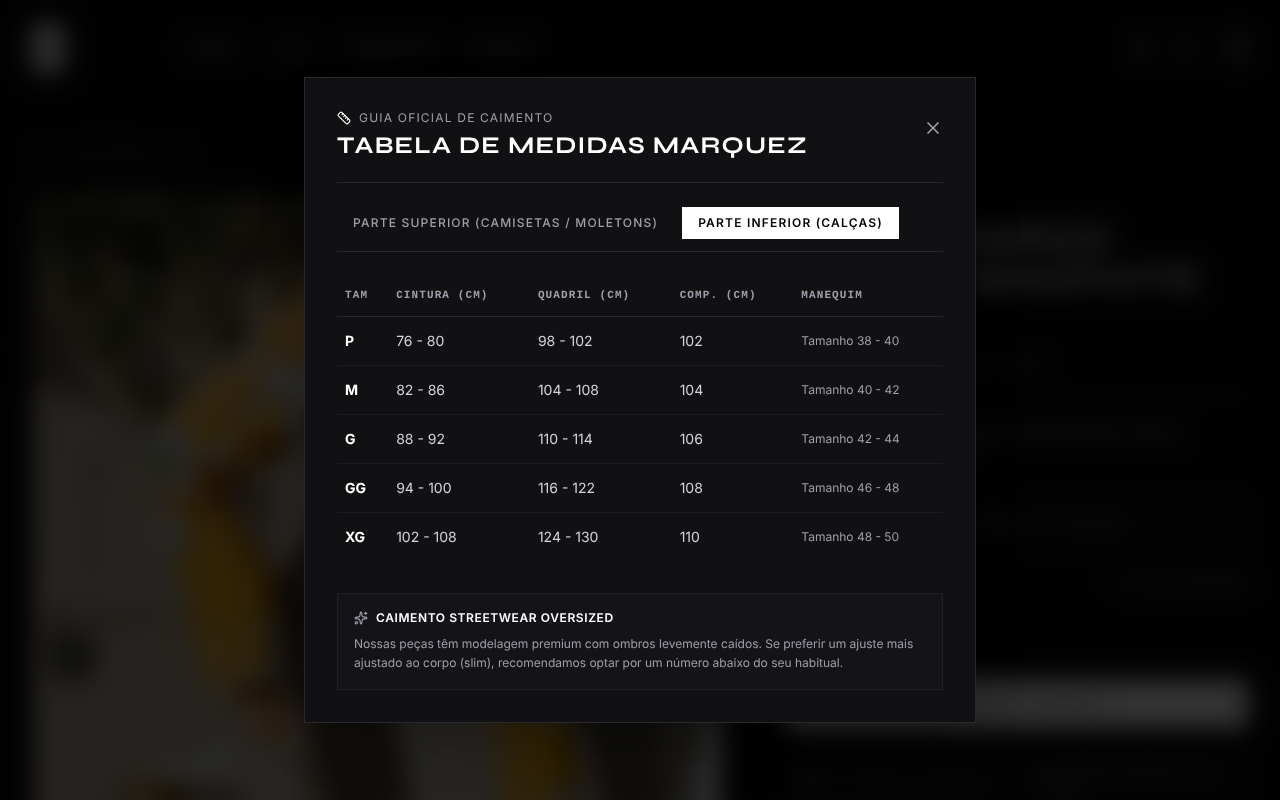 GUIA OFICIAL DE CAIMENTO
TABELA DE MEDIDAS MARQUEZ
PARTE SUPERIOR (CAMISETAS / MOLETONS) PARTE INFERIOR (CALÇAS)
TAM CINTURA (CM) QUADRIL (CM) COMP. (CM) MANEQUIM
P 76 - 80 98 - 102 102 Tamanho 38 - 40
M 82 - 86 104 - 108 104 Tamanho 40 - 42
G 88 - 92 110 - 114 106 Tamanho 42 - 44
GG 94 - 100 116 - 122 108 Tamanho 46 - 48
XG 102 - 108 124 - 130 110 Tamanho 48 - 50
CAIMENTO STREETWEAR OVERSIZED
Nossas peças têm modelagem premium com ombros levemente caídos. Se preferir um ajuste mais
ajustado ao corpo (slim), recomendamos optar por um número abaixo do seu habitual.